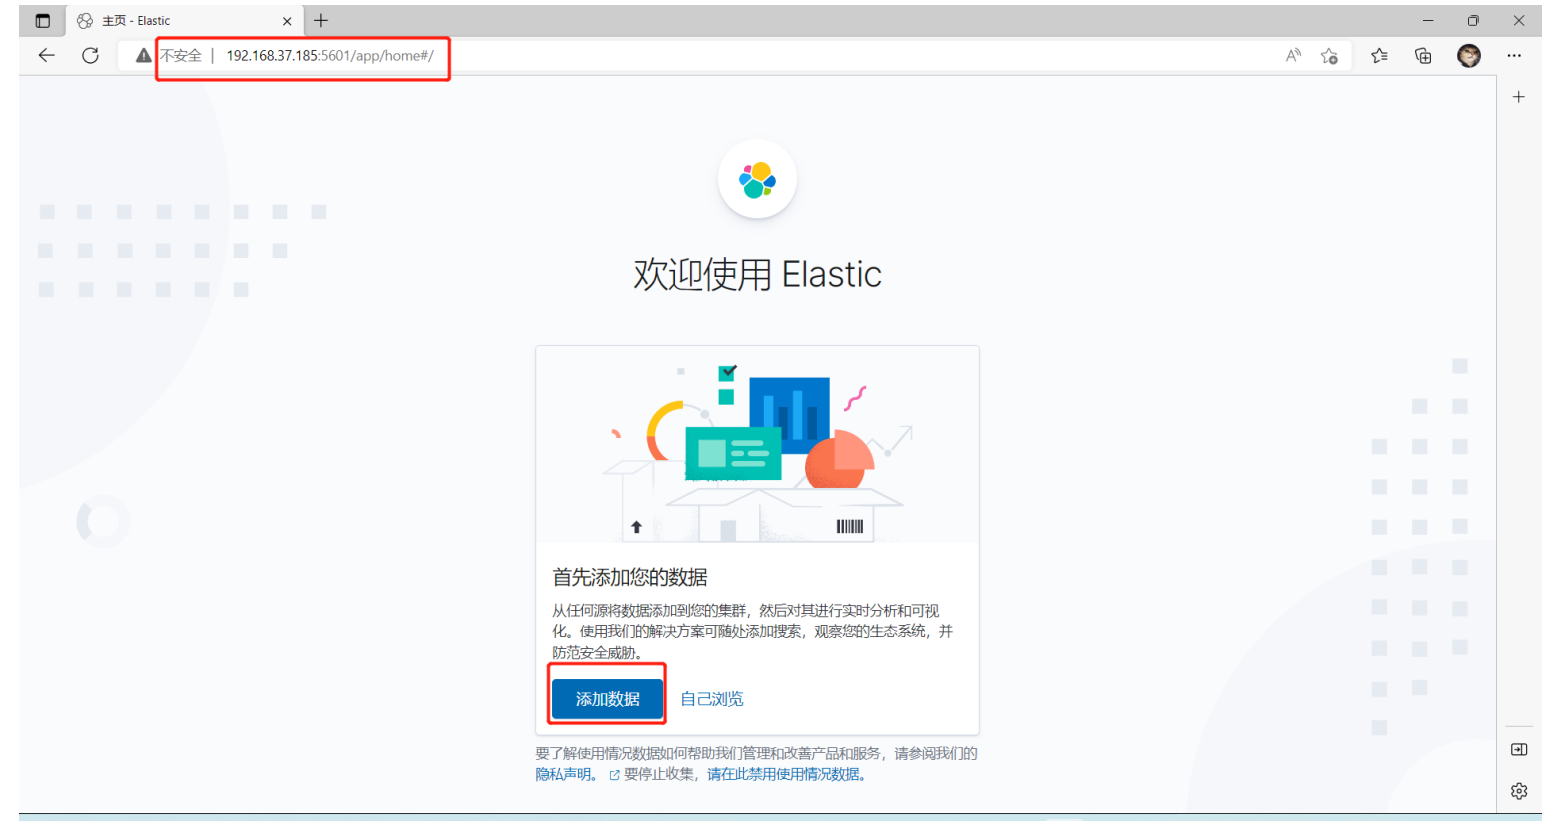 主页 - Elastic
不安全 | 192.168.37.185:5601/app/home#/
欢迎使用 Elastic
首先添加您的数据
从任何源将数据添加到您的集群，然后对其进行实时分析和可视
化。使用我们的解决方案可随处添加搜索，观察您的生态系统，并
防范安全威胁。
添加数据 自己浏览
要了解使用情况数据如何帮助我们管理和改善产品和服务，请参阅我们的
隐私声明。 要停止收集，请在此禁用使用情况数据。